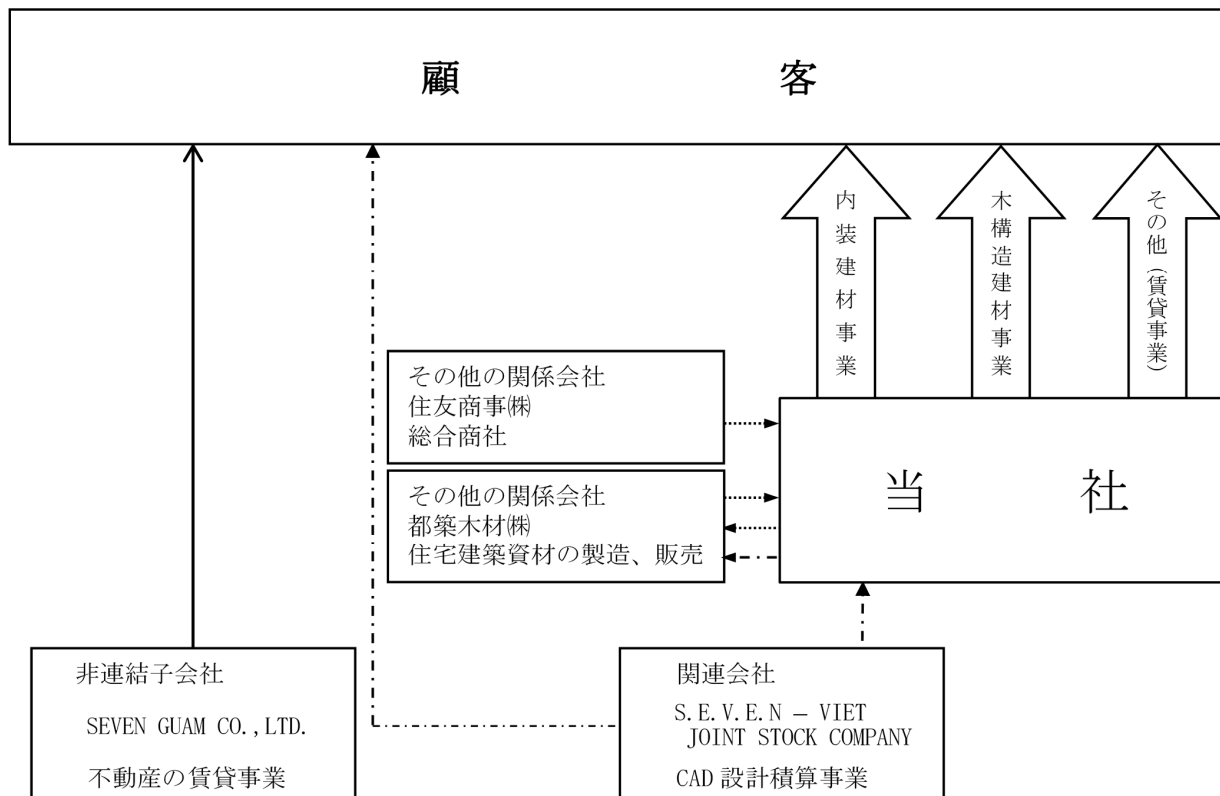 顧客
内装建材事業
木構造建材事業
その他(賃貸事業)
その他の関係会社
住友商事㈱
総合商社
その他の関係会社
都築木材㈱
住宅建築資材の製造、販売
当社
非連結子会社
SEVEN GUAM CO.,LTD.
不動産の賃貸事業
関連会社
S.E.V.E.N – VIET
JOINT STOCK COMPANY
CAD 設計積算事業